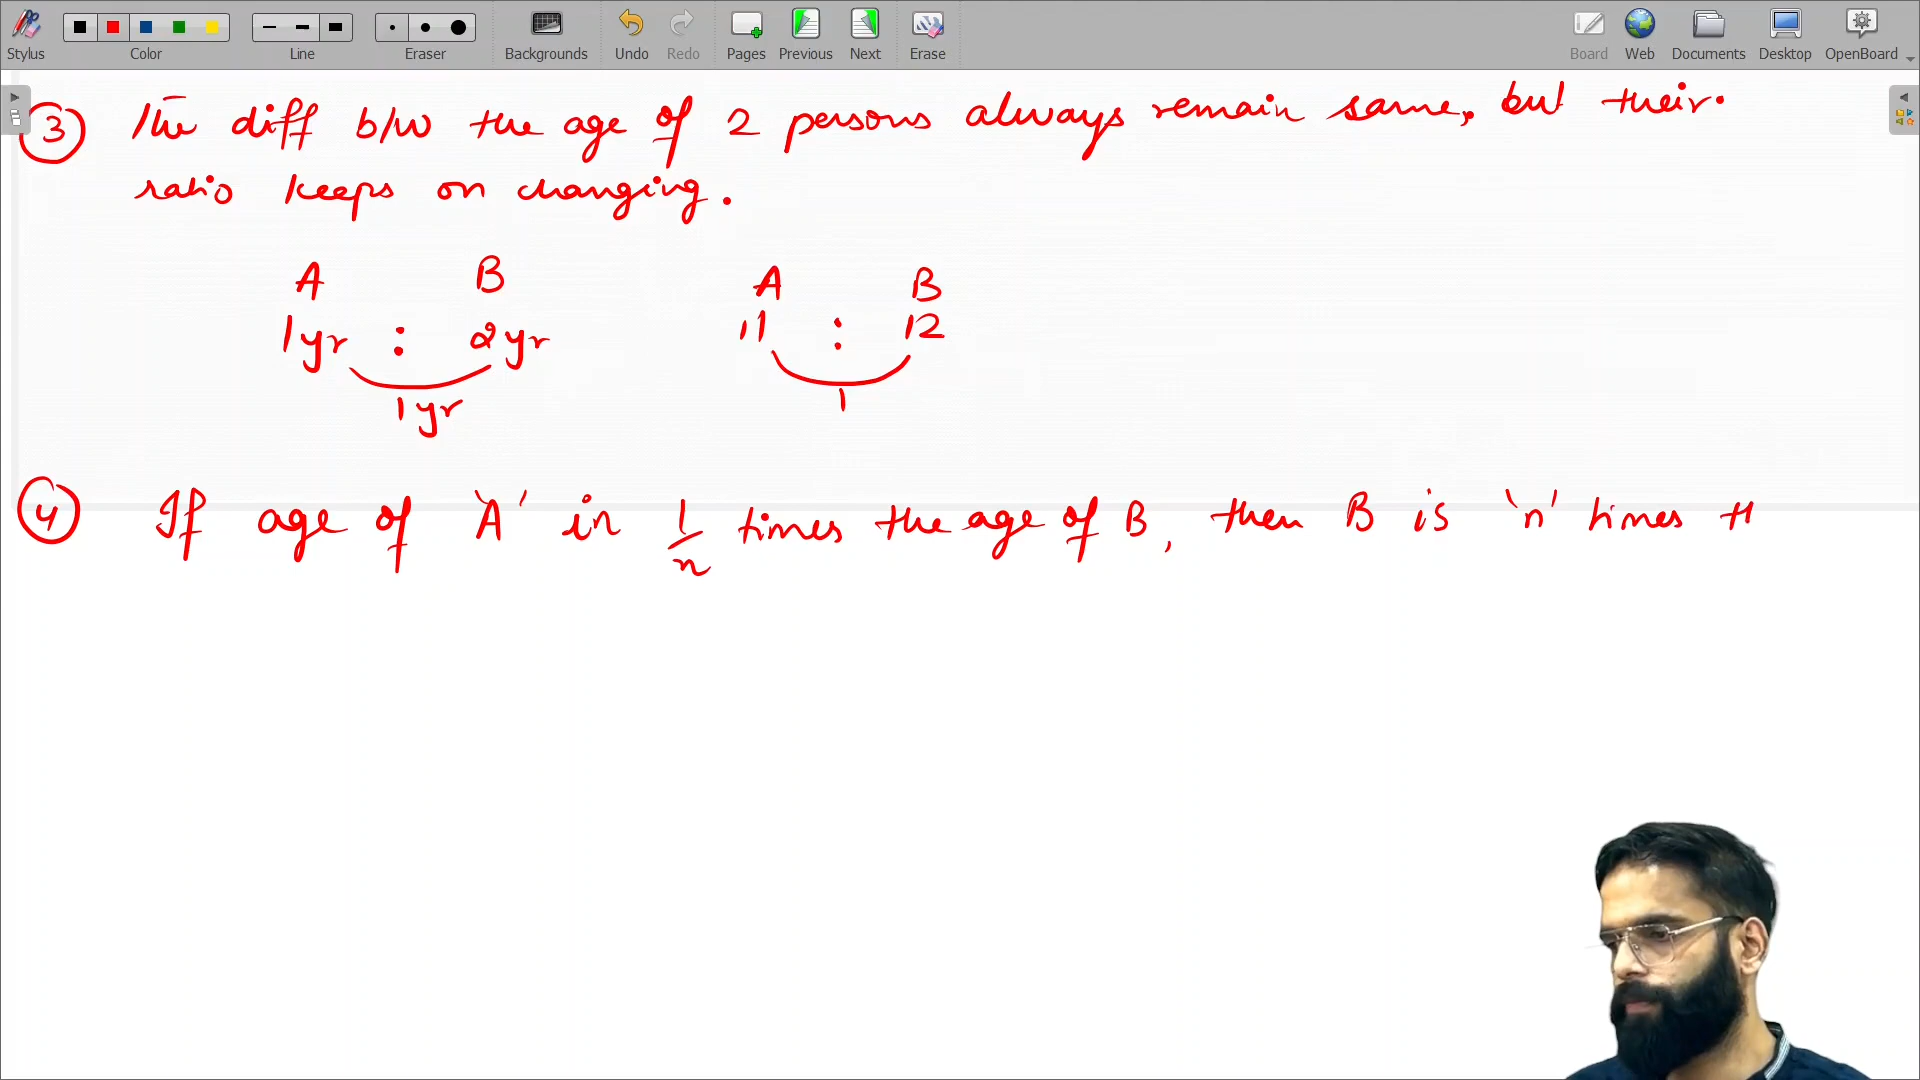 Stylus Color Line Eraser Backgrounds Undo Redo Pages Previous Next Erase Board Web Documents Desktop OpenBoard
3 The diff b/w the age of 2 persons always remain same, but their
ratio keeps on changing.
A B A B
1yr : 2yr 11 : 12
1yr 1
4 If age of 'A' in 1/n times the age of B, then B is 'n' times